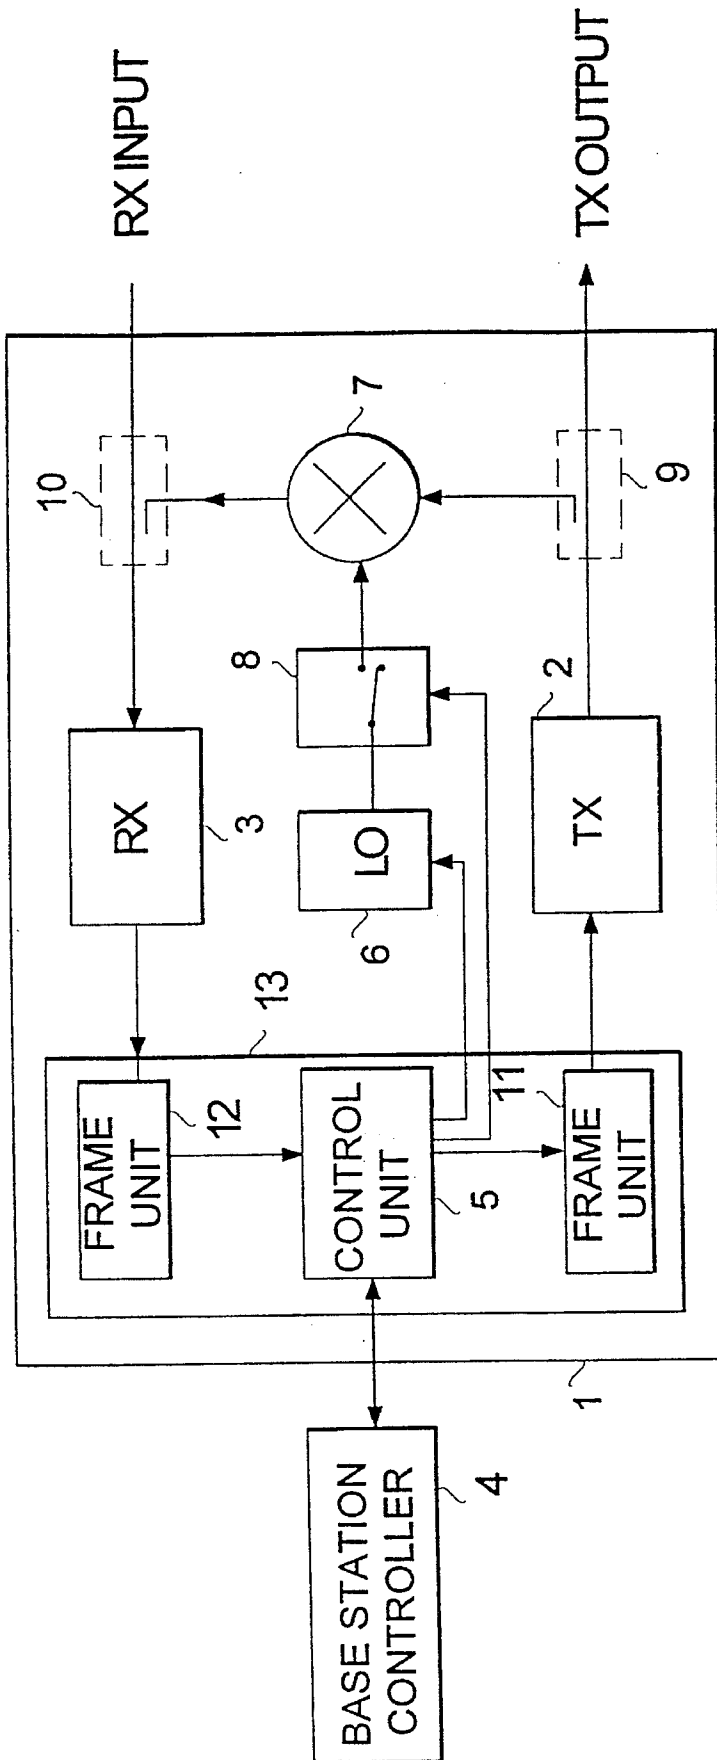 RX INPUT
TX OUTPUT
10
7
9
8
2
RX
3
LO
6
TX
13
FRAME
UNIT
12
CONTROL
UNIT
5
11
FRAME
UNIT
1
BASE STATION
CONTROLLER
4